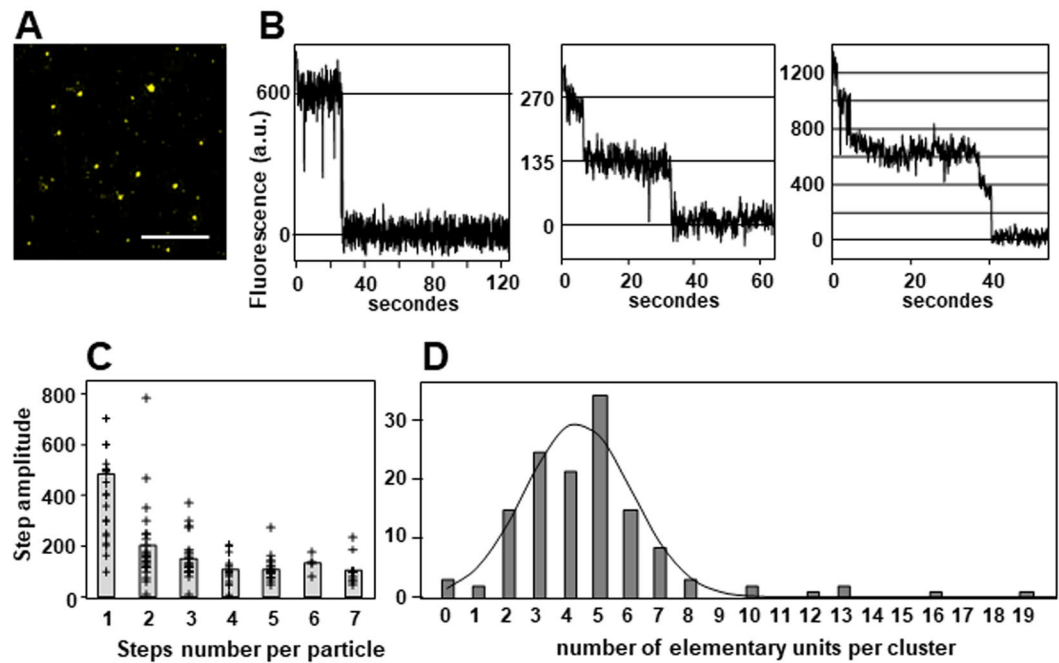 A
B
Fluorescence (a.u.)
600
0
40 80 120
0
secondes
270
135
0
0 20 40 60
secondes
1200
800
400
0
0 20 40
secondes
C
Step amplitude
800
600
400
200
0
1 2 3 4 5 6 7
Steps number per particle
D
30
20
10
0
0 1 2 3 4 5 6 7 8 9 10 11 12 13 14 15 16 17 18 19
number of elementary units per cluster